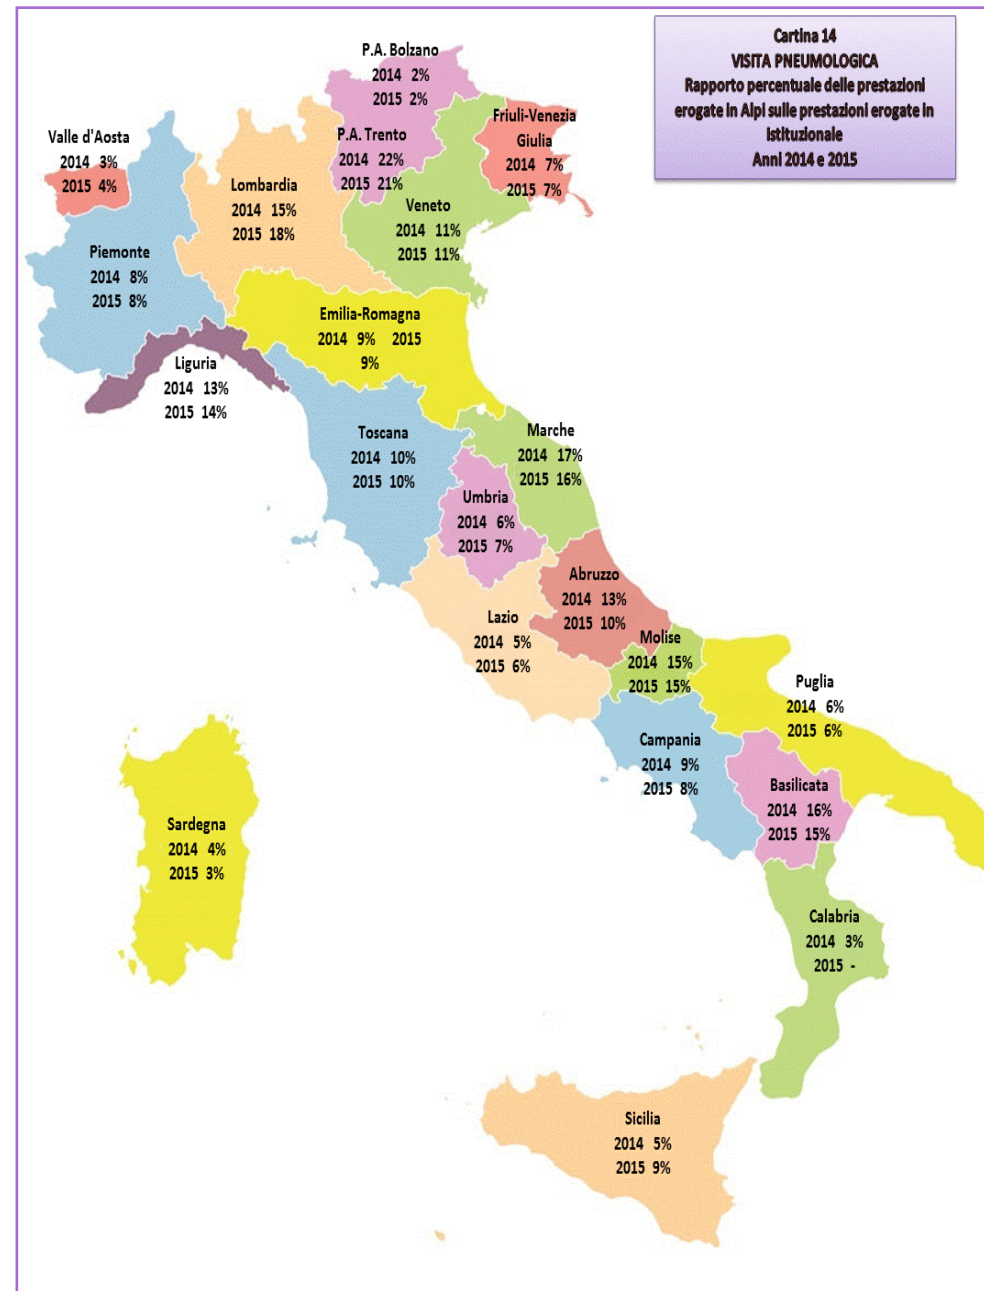 Cartina 14
VISITA PNEUMOLOGICA
Rapporto percentuale delle prestazioni
erogate in Alpi sulle prestazioni erogate in
Istituzionale
Anni 2014 e 2015
P.A. Bolzano
2014 2%
2015 2%
P.A. Trento
2014 22%
2015 21%
Friuli-Venezia
Giulia
2014 7%
2015 7%
Valle d'Aosta
2014 3%
2015 4%
Lombardia
2014 15%
2015 18%
Veneto
2014 11%
2015 11%
Piemonte
2014 8%
2015 8%
Emilia-Romagna
2014 9% 2015
9%
Liguria
2014 13%
2015 14%
Toscana
2014 10%
2015 10%
Marche
2014 17%
2015 16%
Umbria
2014 6%
2015 7%
Abruzzo
2014 13%
2015 10%
Lazio
2014 5%
2015 6%
Molise
2014 15%
2015 15%
Puglia
2014 6%
2015 6%
Campania
2014 9%
2015 8%
Basilicata
2014 16%
2015 15%
Sardegna
2014 4%
2015 3%
Calabria
2014 3%
2015 -
Sicilia
2014 5%
2015 9%